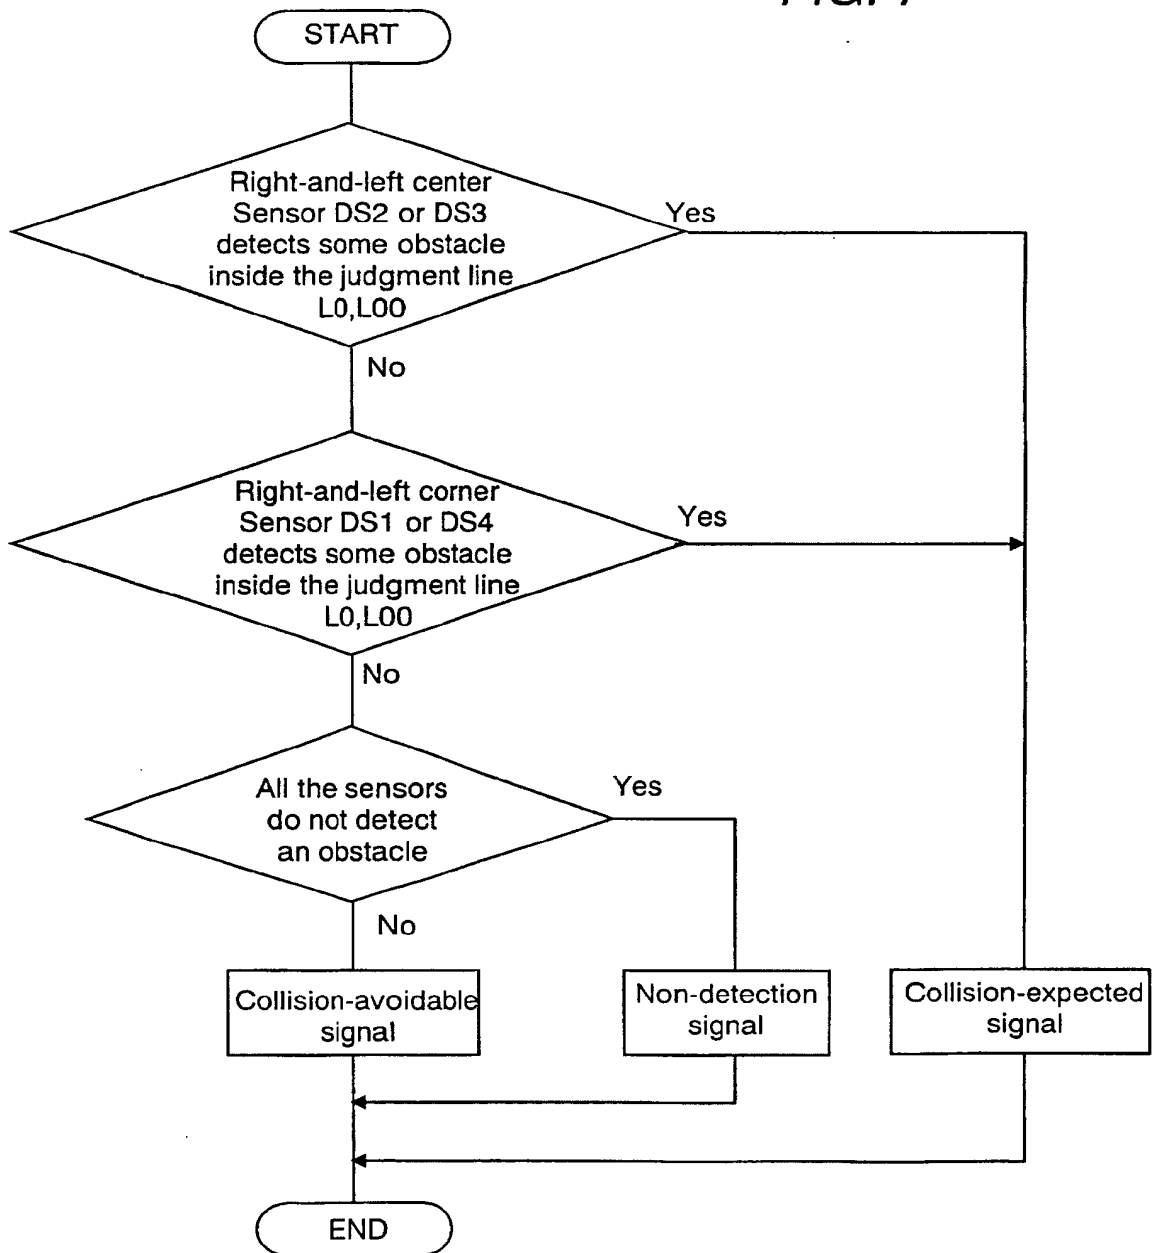 START
Right-and-left center
Sensor DS2 or DS3
detects some obstacle
inside the judgment line
L0,L00
Yes
No
Right-and-left corner
Sensor DS1 or DS4
detects some obstacle
inside the judgment line
L0,L00
Yes
No
All the sensors
do not detect
an obstacle
Yes
No
Collision-avoidable
signal
Non-detection
signal
Collision-expected
signal
END